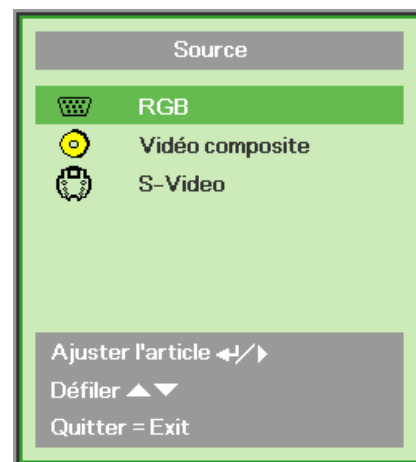 Source
RGB
Vidéo composite
S-Video
Ajuster l'article ↵/▶
Défiler ▲▼
Quitter = Exit